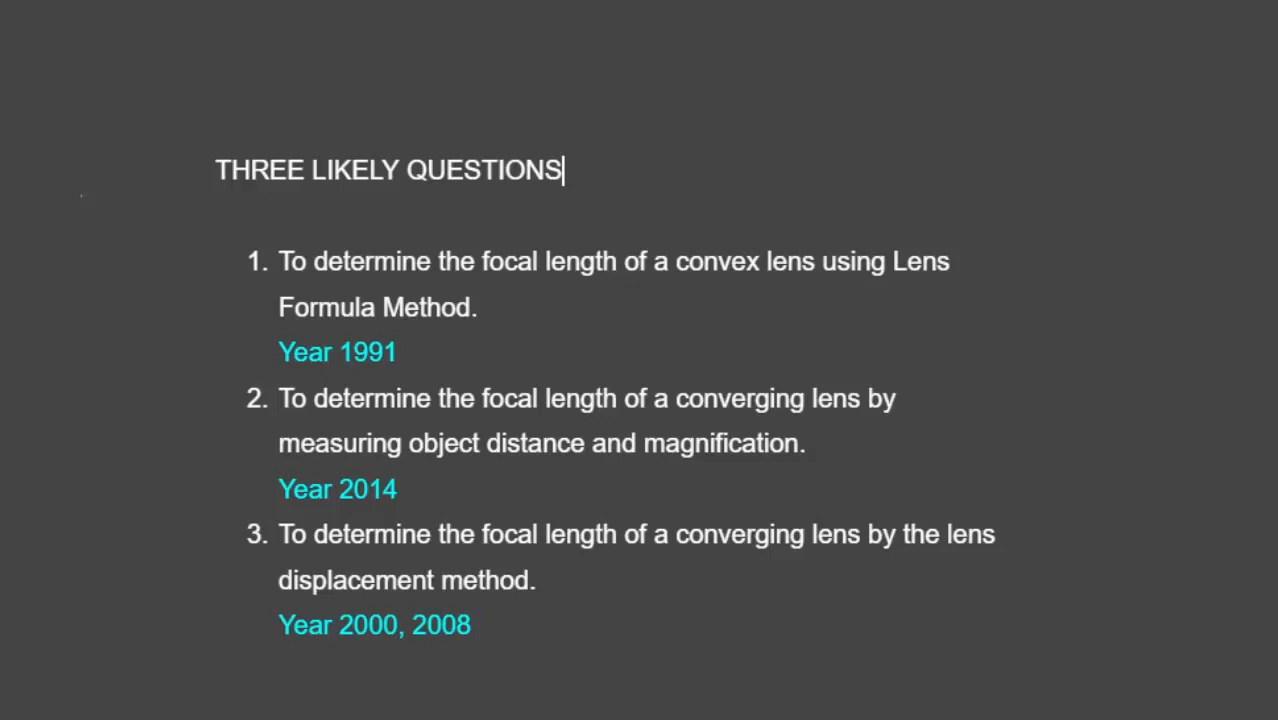 THREE LIKELY QUESTIONS
1. To determine the focal length of a convex lens using Lens
Formula Method.
Year 1991
2. To determine the focal length of a converging lens by
measuring object distance and magnification.
Year 2014
3. To determine the focal length of a converging lens by the lens
displacement method.
Year 2000, 2008